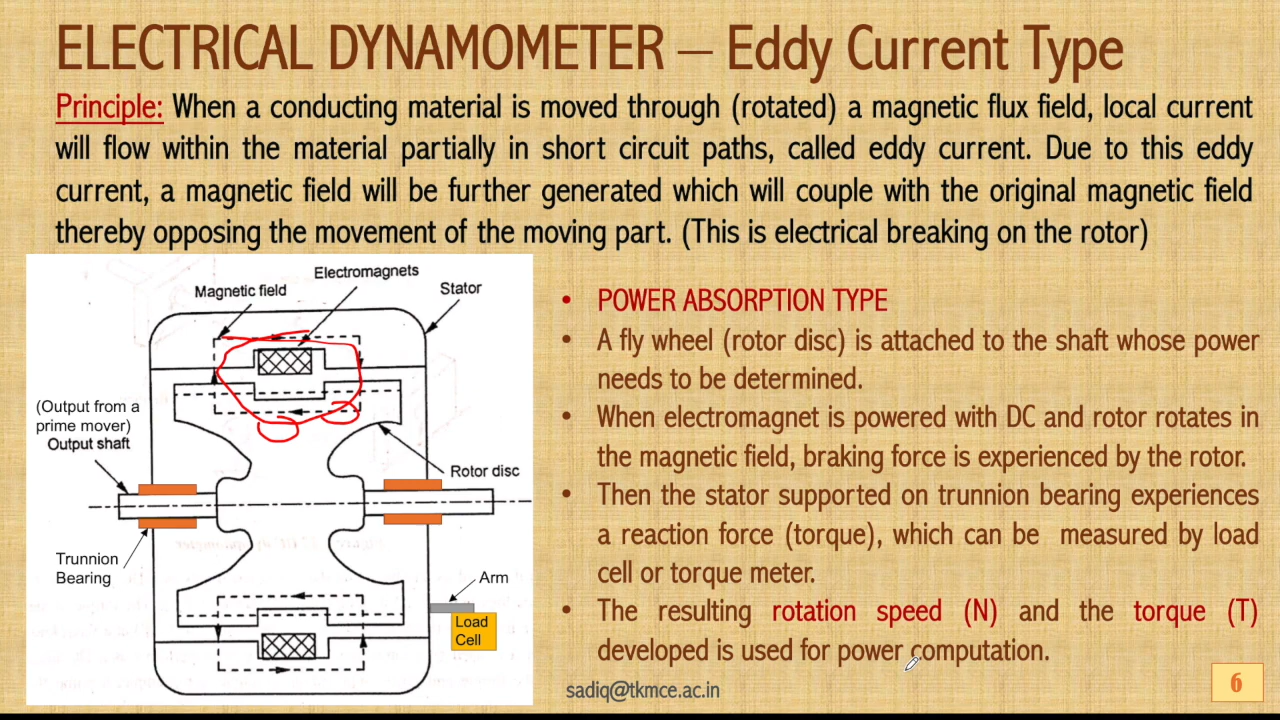 ELECTRICAL DYNAMOMETER – Eddy Current Type
Principle: When a conducting material is moved through (rotated) a magnetic flux field, local current
will flow within the material partially in short circuit paths, called eddy current. Due to this eddy
current, a magnetic field will be further generated which will couple with the original magnetic field
thereby opposing the movement of the moving part. (This is electrical breaking on the rotor)
Electromagnets
Magnetic field
Stator
(Output from a
prime mover)
Output shaft
Rotor disc
Trunnion
Bearing
Arm
Load
Cell
• POWER ABSORPTION TYPE
• A fly wheel (rotor disc) is attached to the shaft whose power
needs to be determined.
• When electromagnet is powered with DC and rotor rotates in
the magnetic field, braking force is experienced by the rotor.
• Then the stator supported on trunnion bearing experiences
a reaction force (torque), which can be measured by load
cell or torque meter.
• The resulting rotation speed (N) and the torque (T)
developed is used for power computation.
sadiq@tkmce.ac.in
6